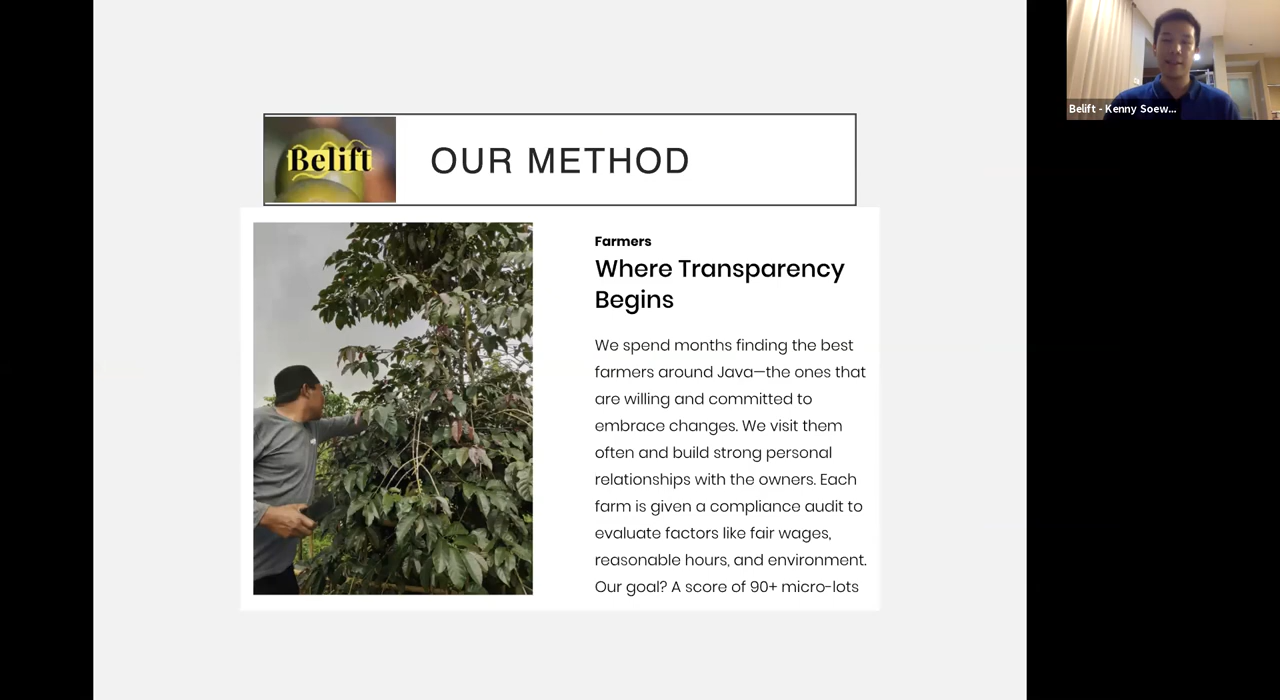 Belift
OUR METHOD
Belift - Kenny Soew...
Farmers
Where Transparency
Begins
We spend months finding the best
farmers around Java—the ones that
are willing and committed to
embrace changes. We visit them
often and build strong personal
relationships with the owners. Each
farm is given a compliance audit to
evaluate factors like fair wages,
reasonable hours, and environment.
Our goal? A score of 90+ micro-lots